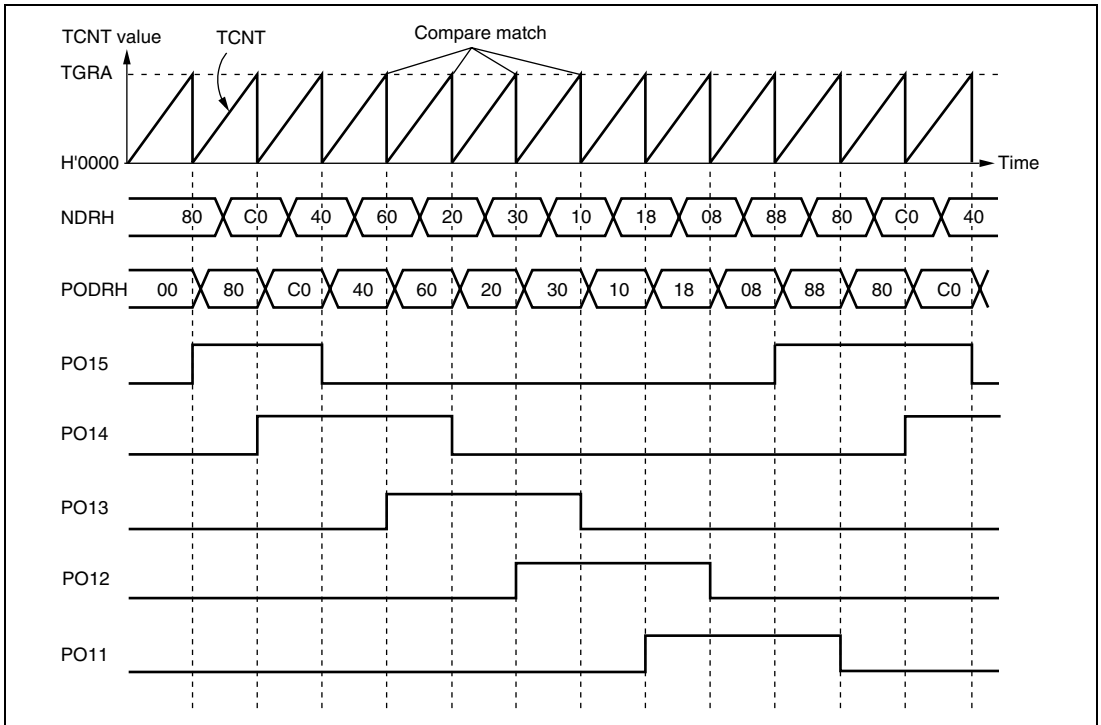 TCNT value
TCNT
Compare match
TGRA
H'0000
Time
NDRH 80 C0 40 60 20 30 10 18 08 88 80 C0 40
PODRH 00 80 C0 40 60 20 30 10 18 08 88 80 C0
PO15
PO14
PO13
PO12
PO11